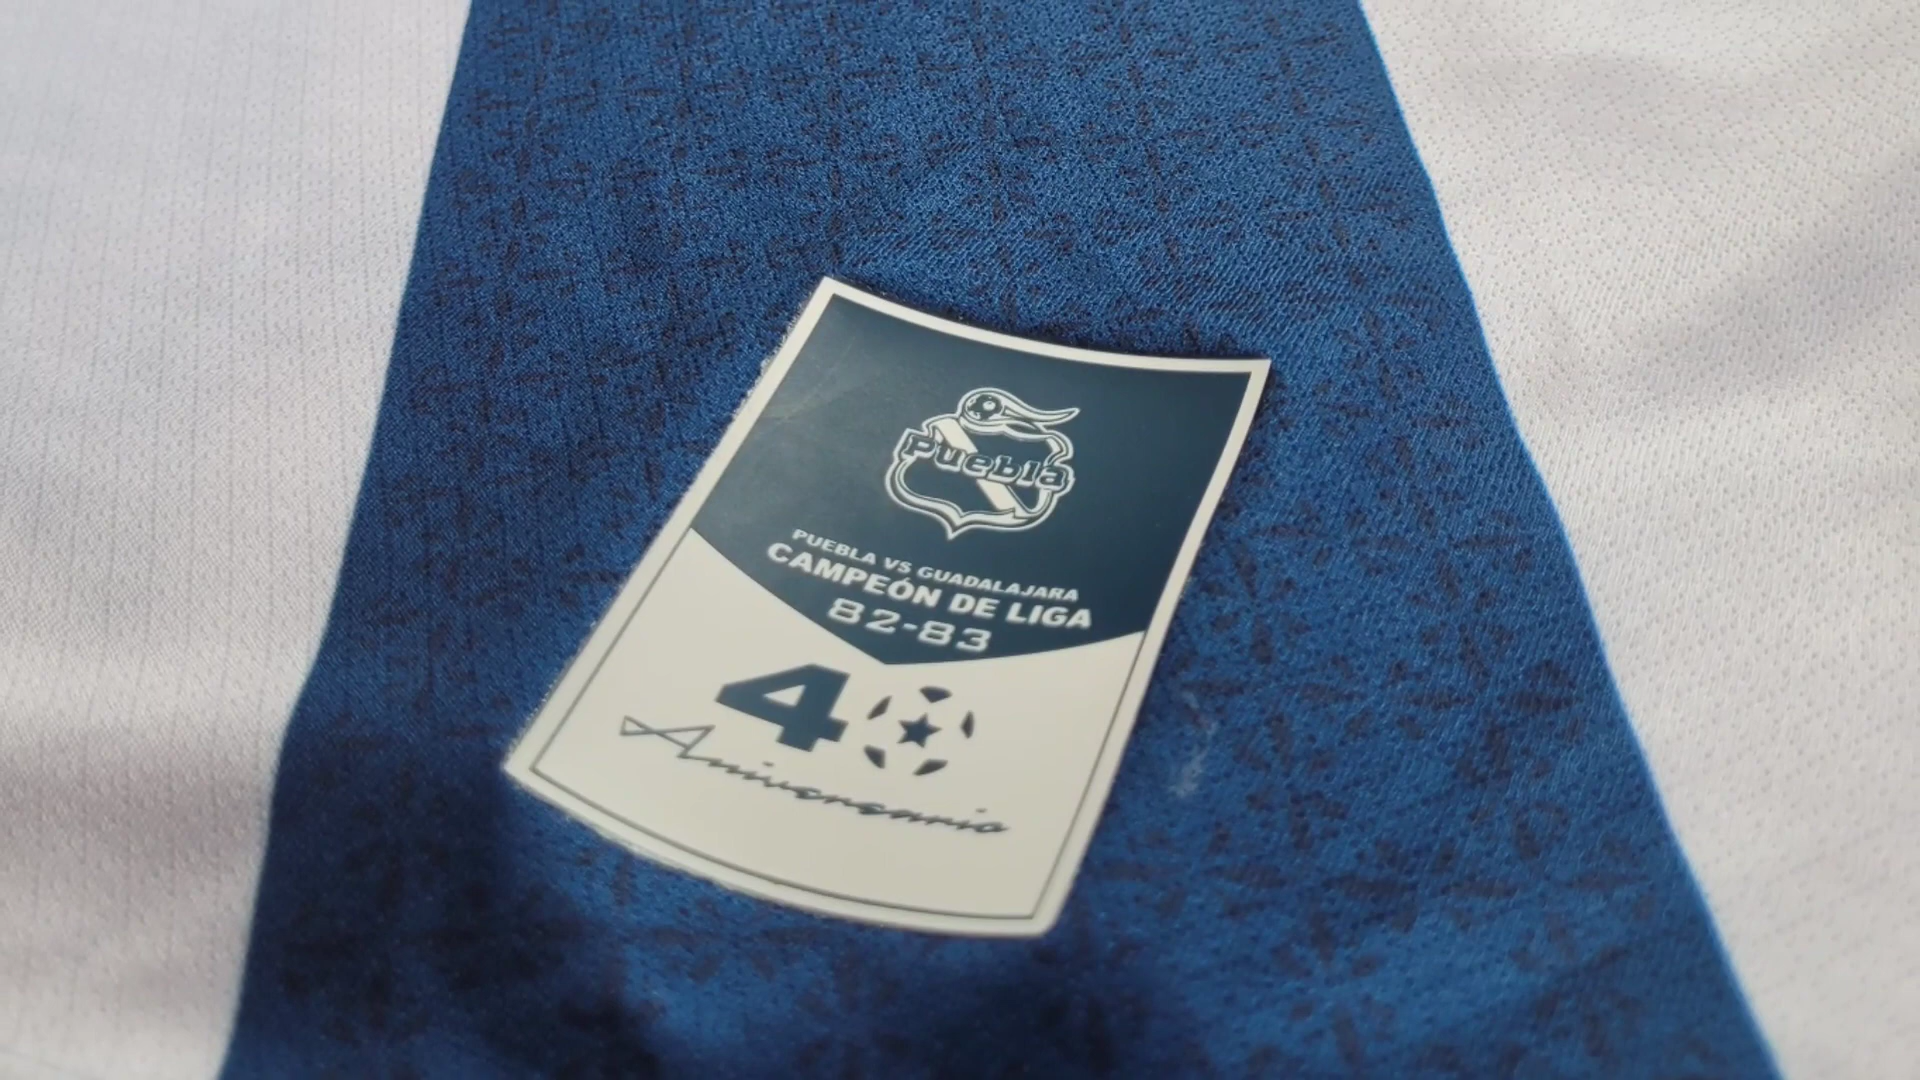 Puebla
PUEBLA VS GUADALAJARA
CAMPEÓN DE LIGA
82-83
40
Aniversario